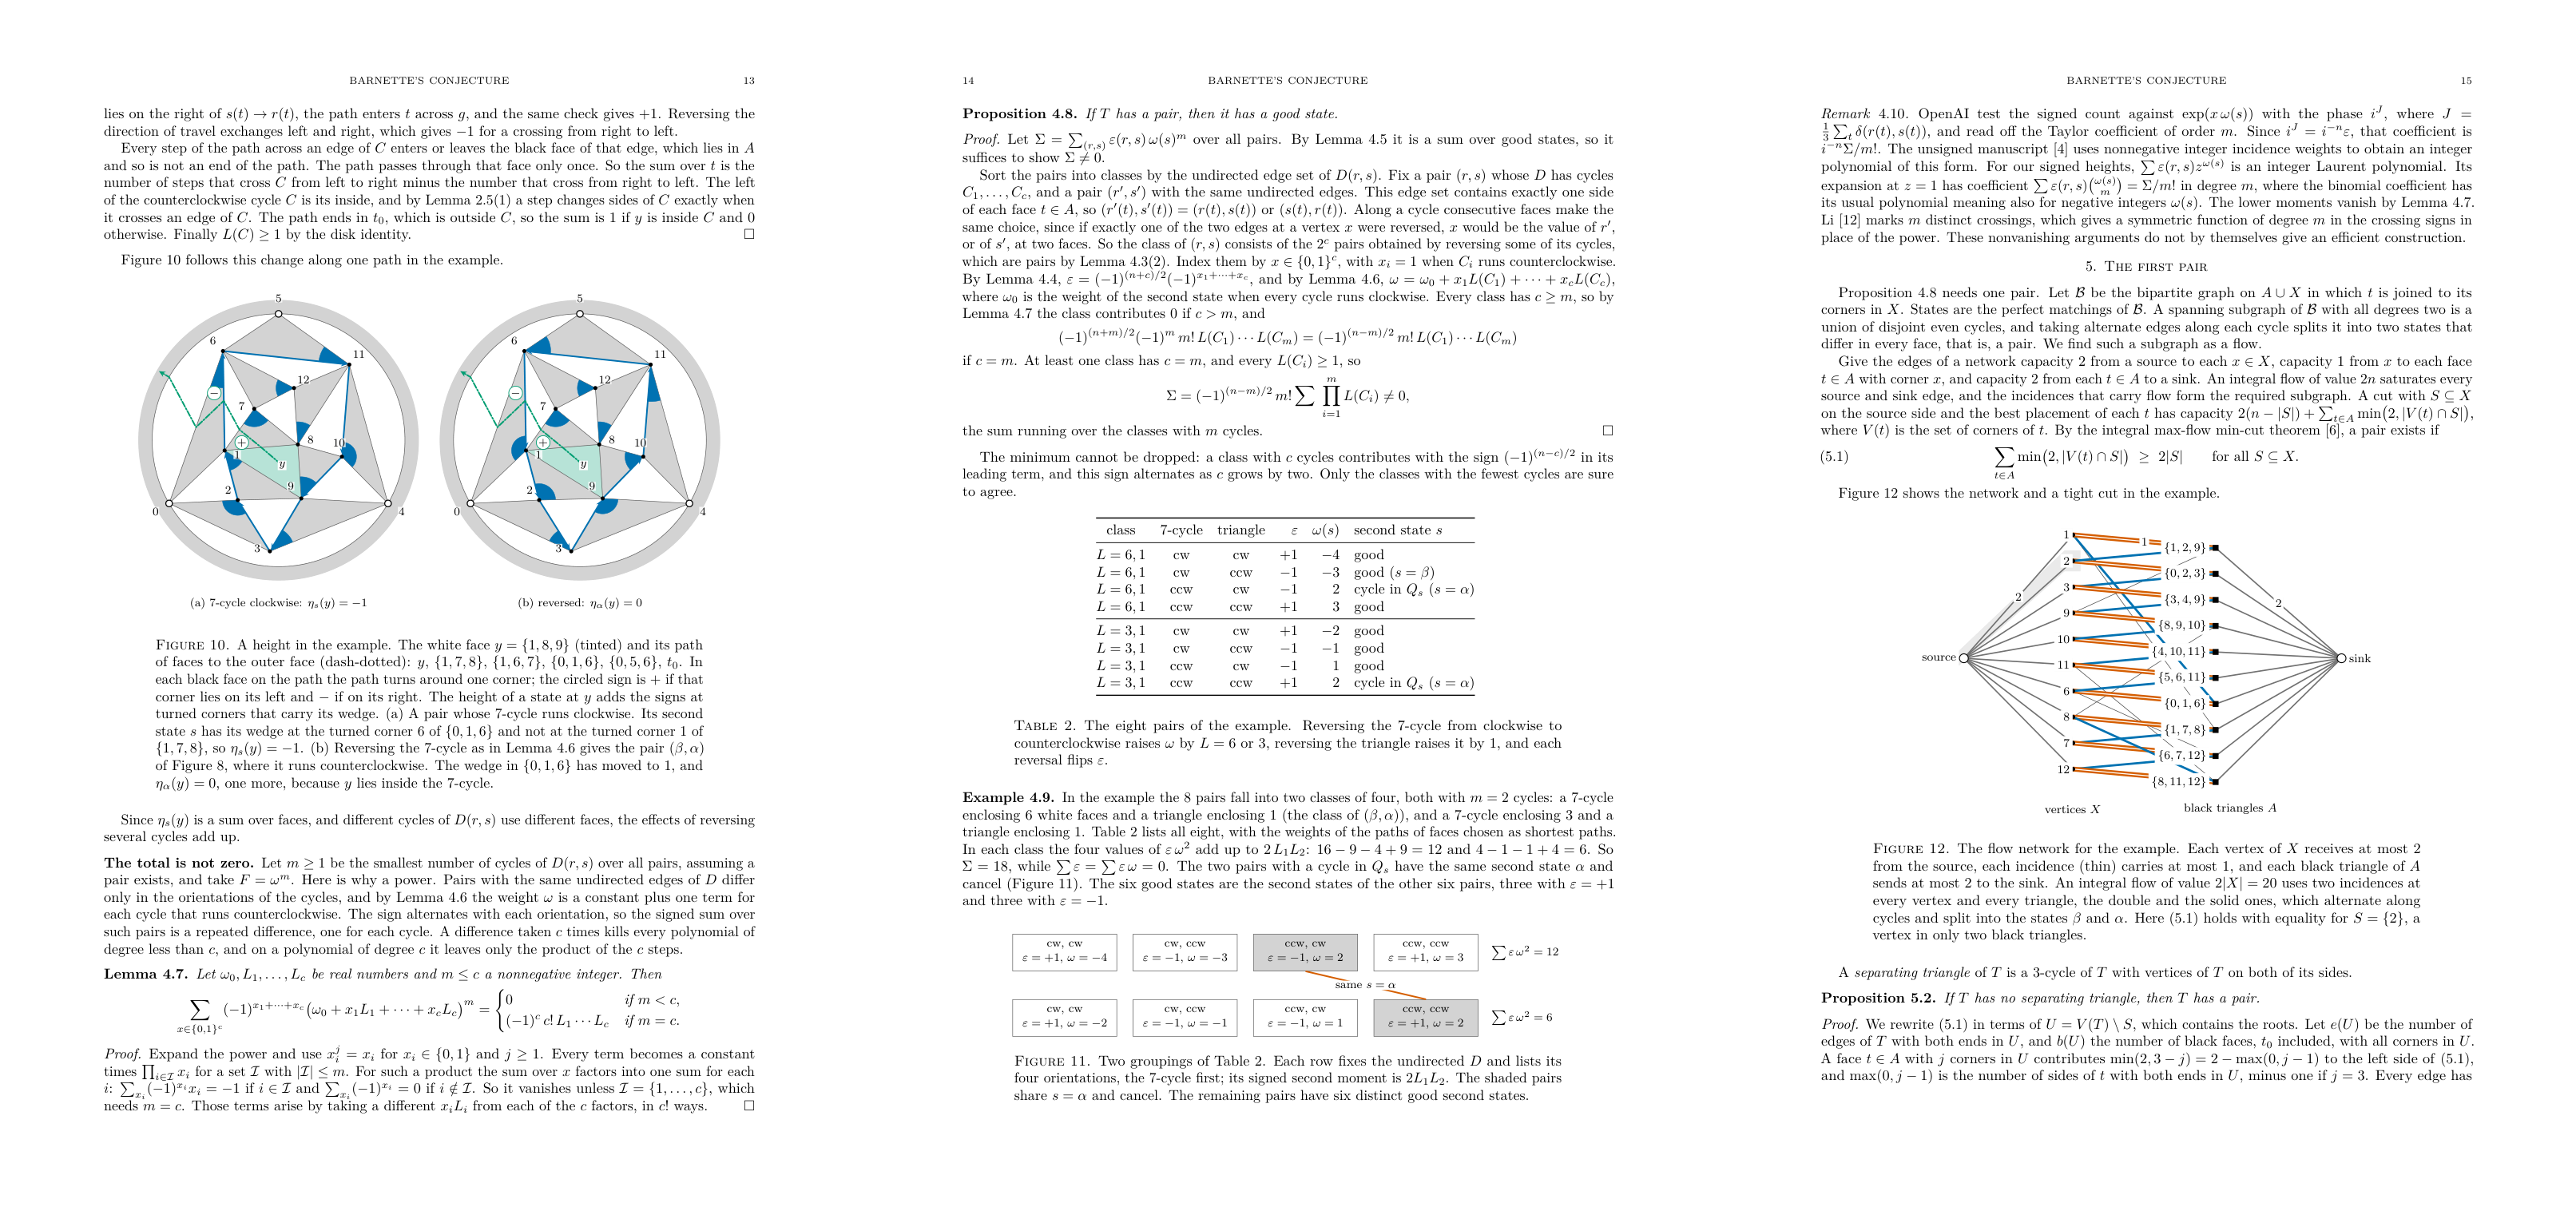 BARNETTE'S CONJECTURE 13
lies on the right of s(t) → r(t), the path enters t across g, and the same check gives +1. Reversing the
direction of travel exchanges left and right, which gives −1 for a crossing from right to left.
Every step of the path across an edge of C enters or leaves the black face of that edge, which lies in A
and so is not an end of the path. The path passes through that face only once. So the sum over t is the
number of steps that cross C from left to right minus the number that cross from right to left. The left
of the counterclockwise cycle C is its inside, and by Lemma 2.5(1) a step changes sides of C exactly when
it crosses an edge of C. The path ends in t₀, which is outside C, so the sum is 1 if y is inside C and 0
otherwise. Finally L(C) ≥ 1 by the disk identity. □
Figure 10 follows this change along one path in the example.
5
6
11
12
7
8
10
1
y
9
2
0
4
3
−
+
5
6
11
12
7
8
10
1
y
9
2
0
4
3
−
+
(a) 7-cycle clockwise: ηₛ(y) = −1
(b) reversed: η_α(y) = 0
Figure 10. A height in the example. The white face y = {1, 8, 9} (tinted) and its path
of faces to the outer face (dash-dotted): y, {1, 7, 8}, {1, 6, 7}, {0, 1, 6}, {0, 5, 6}, t₀. In
each black face on the path the path turns around one corner; the circled sign is + if that
corner lies on its left and − if on its right. The height of a state at y adds the signs at
turned corners that carry its wedge. (a) A pair whose 7-cycle runs clockwise. Its second
state s has its wedge at the turned corner 6 of {0, 1, 6} and not at the turned corner 1 of
{1, 7, 8}, so ηₛ(y) = −1. (b) Reversing the 7-cycle as in Lemma 4.6 gives the pair (β, α)
of Figure 8, where it runs counterclockwise. The wedge in {0, 1, 6} has moved to 1, and
η_α(y) = 0, one more, because y lies inside the 7-cycle.
Since ηₛ(y) is a sum over faces, and different cycles of D(r, s) use different faces, the effects of reversing
several cycles add up.
The total is not zero. Let m ≥ 1 be the smallest number of cycles of D(r, s) over all pairs, assuming a
pair exists, and take F = ωᵐ. Here is why a power. Pairs with the same undirected edges of D differ
only in the orientations of the cycles, and by Lemma 4.6 the weight ω is a constant plus one term for
each cycle that runs counterclockwise. The sign alternates with each orientation, so the signed sum over
such pairs is a repeated difference, one for each cycle. A difference taken c times kills every polynomial of
degree less than c, and on a polynomial of degree c it leaves only the product of the c steps.
Lemma 4.7. Let ω₀, L₁, . . . , L_c be real numbers and m ≤ c a nonnegative integer. Then
∑_{x∈{0,1}^c} (−1)^{x₁+⋯+x_c} (ω₀ + x₁L₁ + ⋯ + x_cL_c)^m = { 0 if m < c,
(−1)^c c! L₁ ⋯ L_c if m = c.
Proof. Expand the power and use x_i^j = x_i for x_i ∈ {0, 1} and j ≥ 1. Every term becomes a constant
times ∏_{i∈I} x_i for a set I with |I| ≤ m. For such a product the sum over x factors into one sum for each
i: ∑_{x_i}(−1)^{x_i} x_i = −1 if i ∈ I and ∑_{x_i}(−1)^{x_i} = 0 if i ∉ I. So it vanishes unless I = {1, . . . , c}, which
needs m = c. Those terms arise by taking a different x_iL_i from each of the c factors, in c! ways. □
14 BARNETTE'S CONJECTURE
Proposition 4.8. If T has a pair, then it has a good state.
Proof. Let Σ = ∑_{(r,s)} ε(r, s) ω(s)^m over all pairs. By Lemma 4.5 it is a sum over good states, so it
suffices to show Σ ≠ 0.
Sort the pairs into classes by the undirected edge set of D(r, s). Fix a pair (r, s) whose D has cycles
C₁, . . . , C_c, and a pair (r′, s′) with the same undirected edges. This edge set contains exactly one side
of each face t ∈ A, so (r′(t), s′(t)) = (r(t), s(t)) or (s(t), r(t)). Along a cycle consecutive faces make the
same choice, since if exactly one of the two edges at a vertex x were reversed, x would be the value of r′,
or of s′, at two faces. So the class of (r, s) consists of the 2^c pairs obtained by reversing some of its cycles,
which are pairs by Lemma 4.3(2). Index them by x ∈ {0, 1}^c, with x_i = 1 when C_i runs counterclockwise.
By Lemma 4.4, ε = (−1)^{(n+c)/2}(−1)^{x₁+⋯+x_c}, and by Lemma 4.6, ω = ω₀ + x₁L(C₁) + ⋯ + x_cL(C_c),
where ω₀ is the weight of the second state when every cycle runs clockwise. Every class has c ≥ m, so by
Lemma 4.7 the class contributes 0 if c > m, and
(−1)^{(n+m)/2}(−1)^m m! L(C₁) ⋯ L(C_m) = (−1)^{(n−m)/2} m! L(C₁) ⋯ L(C_m)
if c = m. At least one class has c = m, and every L(C_i) ≥ 1, so
Σ = (−1)^{(n−m)/2} m! ∑ ∏_{i=1}^{m} L(C_i) ≠ 0,
the sum running over the classes with m cycles. □
The minimum cannot be dropped: a class with c cycles contributes with the sign (−1)^{(n−c)/2} in its
leading term, and this sign alternates as c grows by two. Only the classes with the fewest cycles are sure
to agree.
class 7-cycle triangle ε ω(s) second state s
L = 6, 1 cw cw +1 −4 good
L = 6, 1 cw ccw −1 −3 good (s = β)
L = 6, 1 ccw cw −1 2 cycle in Qₛ (s = α)
L = 6, 1 ccw ccw +1 3 good
L = 3, 1 cw cw +1 −2 good
L = 3, 1 cw ccw −1 −1 good
L = 3, 1 ccw cw −1 1 good
L = 3, 1 ccw ccw +1 2 cycle in Qₛ (s = α)
Table 2. The eight pairs of the example. Reversing the 7-cycle from clockwise to
counterclockwise raises ω by L = 6 or 3, reversing the triangle raises it by 1, and each
reversal flips ε.
Example 4.9. In the example the 8 pairs fall into two classes of four, both with m = 2 cycles: a 7-cycle
enclosing 6 white faces and a triangle enclosing 1 (the class of (β, α)), and a 7-cycle enclosing 3 and a
triangle enclosing 1. Table 2 lists all eight, with the weights of the paths of faces chosen as shortest paths.
In each class the four values of ε ω² add up to 2 L₁L₂: 16 − 9 − 4 + 9 = 12 and 4 − 1 − 1 + 4 = 6. So
Σ = 18, while ∑ ε = ∑ ε ω = 0. The two pairs with a cycle in Qₛ have the same second state α and
cancel (Figure 11). The six good states are the second states of the other six pairs, three with ε = +1
and three with ε = −1.
cw, cw
ε = +1, ω = −4
cw, ccw
ε = −1, ω = −3
ccw, cw
ε = −1, ω = 2
ccw, ccw
ε = +1, ω = 3
∑ ε ω² = 12
same s = α
cw, cw
ε = +1, ω = −2
cw, ccw
ε = −1, ω = −1
ccw, cw
ε = −1, ω = 1
ccw, ccw
ε = +1, ω = 2
∑ ε ω² = 6
Figure 11. Two groupings of Table 2. Each row fixes the undirected D and lists its
four orientations, the 7-cycle first; its signed second moment is 2L₁L₂. The shaded pairs
share s = α and cancel. The remaining pairs have six distinct good second states.
BARNETTE'S CONJECTURE 15
Remark 4.10. OpenAI test the signed count against exp(x ω(s)) with the phase i^J, where J =
⅓ ∑_t δ(r(t), s(t)), and read off the Taylor coefficient of order m. Since i^J = i^{−n}ε, that coefficient is
i^{−n}Σ/m!. The unsigned manuscript [4] uses nonnegative integer incidence weights to obtain an integer
polynomial of this form. For our signed heights, ∑ ε(r, s)z^{ω(s)} is an integer Laurent polynomial. Its
expansion at z = 1 has coefficient ∑ ε(r, s)(ω(s) m) = Σ/m! in degree m, where the binomial coefficient has
its usual polynomial meaning also for negative integers ω(s). The lower moments vanish by Lemma 4.7.
Li [12] marks m distinct crossings, which gives a symmetric function of degree m in the crossing signs in
place of the power. These nonvanishing arguments do not by themselves give an efficient construction.
5. The first pair
Proposition 4.8 needs one pair. Let B be the bipartite graph on A ∪ X in which t is joined to its
corners in X. States are the perfect matchings of B. A spanning subgraph of B with all degrees two is a
union of disjoint even cycles, and taking alternate edges along each cycle splits it into two states that
differ in every face, that is, a pair. We find such a subgraph as a flow.
Give the edges of a network capacity 2 from a source to each x ∈ X, capacity 1 from x to each face
t ∈ A with corner x, and capacity 2 from each t ∈ A to a sink. An integral flow of value 2n saturates every
source and sink edge, and the incidences that carry flow form the required subgraph. A cut with S ⊆ X
on the source side and the best placement of each t has capacity 2(n − |S|) + ∑_{t∈A} min(2, |V(t) ∩ S|),
where V(t) is the set of corners of t. By the integral max-flow min-cut theorem [6], a pair exists if
(5.1) ∑_{t∈A} min(2, |V(t) ∩ S|) ≥ 2|S| for all S ⊆ X.
Figure 12 shows the network and a tight cut in the example.
source
2
1
2
3
9
10
11
6
8
7
12
1
{1, 2, 9}
{0, 2, 3}
{3, 4, 9}
{8, 9, 10}
{4, 10, 11}
{5, 6, 11}
{0, 1, 6}
{1, 7, 8}
{6, 7, 12}
{8, 11, 12}
2
sink
vertices X
black triangles A
Figure 12. The flow network for the example. Each vertex of X receives at most 2
from the source, each incidence (thin) carries at most 1, and each black triangle of A
sends at most 2 to the sink. An integral flow of value 2|X| = 20 uses two incidences at
every vertex and every triangle, the double and the solid ones, which alternate along
cycles and split into the states β and α. Here (5.1) holds with equality for S = {2}, a
vertex in only two black triangles.
A separating triangle of T is a 3-cycle of T with vertices of T on both of its sides.
Proposition 5.2. If T has no separating triangle, then T has a pair.
Proof. We rewrite (5.1) in terms of U = V(T) \ S, which contains the roots. Let e(U) be the number of
edges of T with both ends in U, and b(U) the number of black faces, t₀ included, with all corners in U.
A face t ∈ A with j corners in U contributes min(2, 3 − j) = 2 − max(0, j − 1) to the left side of (5.1),
and max(0, j − 1) is the number of sides of t with both ends in U, minus one if j = 3. Every edge has